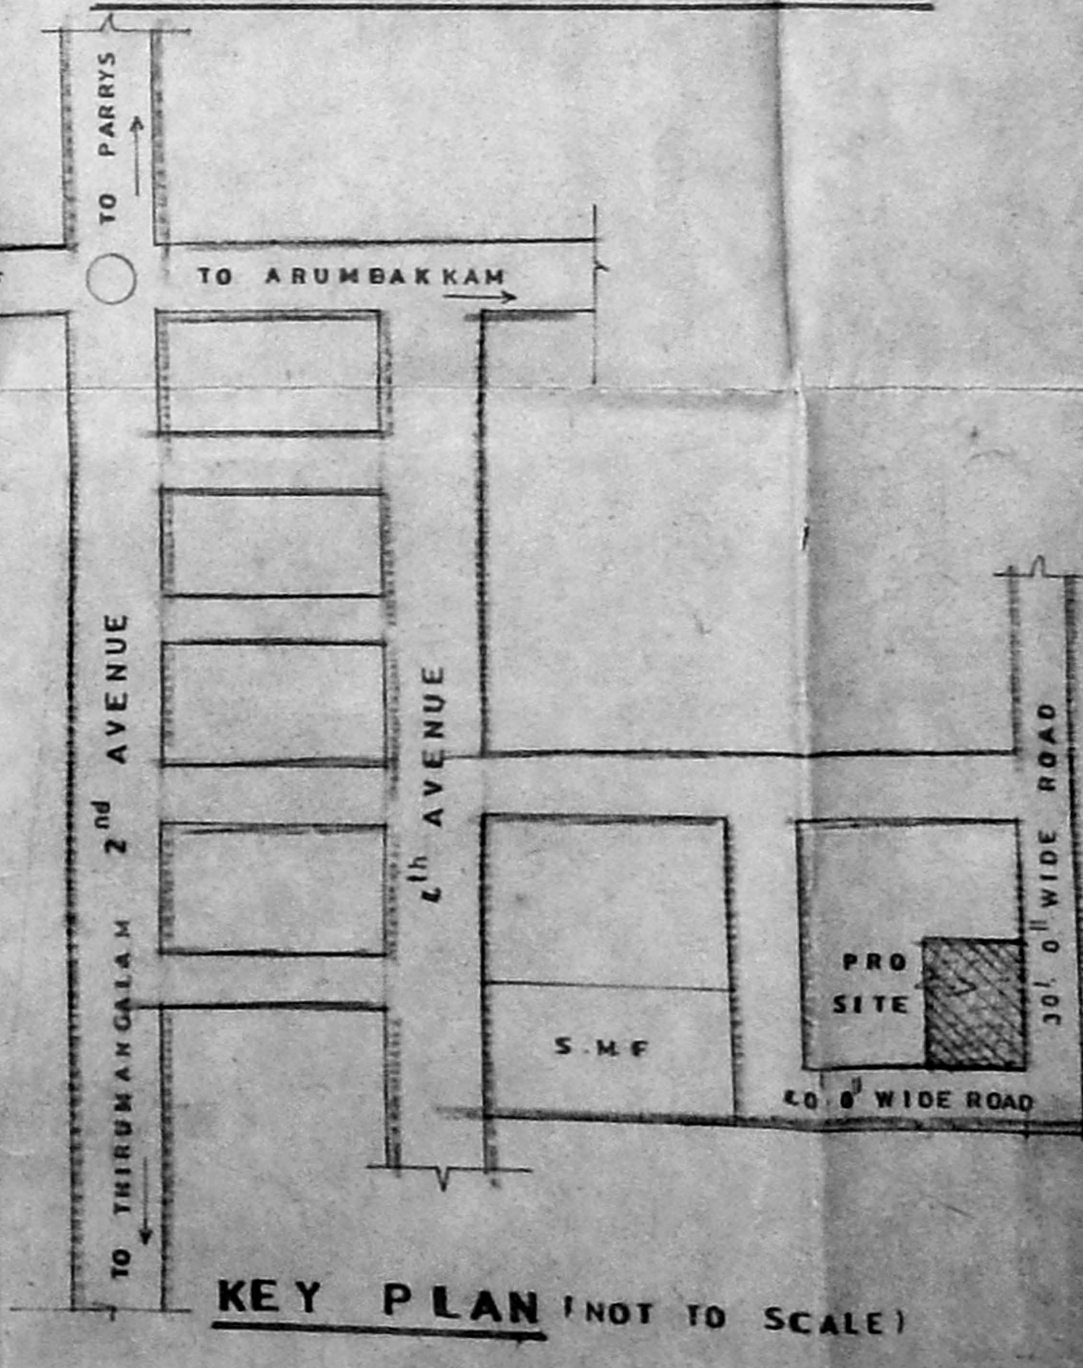 TO PARRYS
TO ARUMBAKKAM
2nd AVENUE
4th AVENUE
TO THIRUMANGALAM
30'. 0" WIDE ROAD
PRO
SITE
S.M.F
40.0" WIDE ROAD
KEY PLAN (NOT TO SCALE)